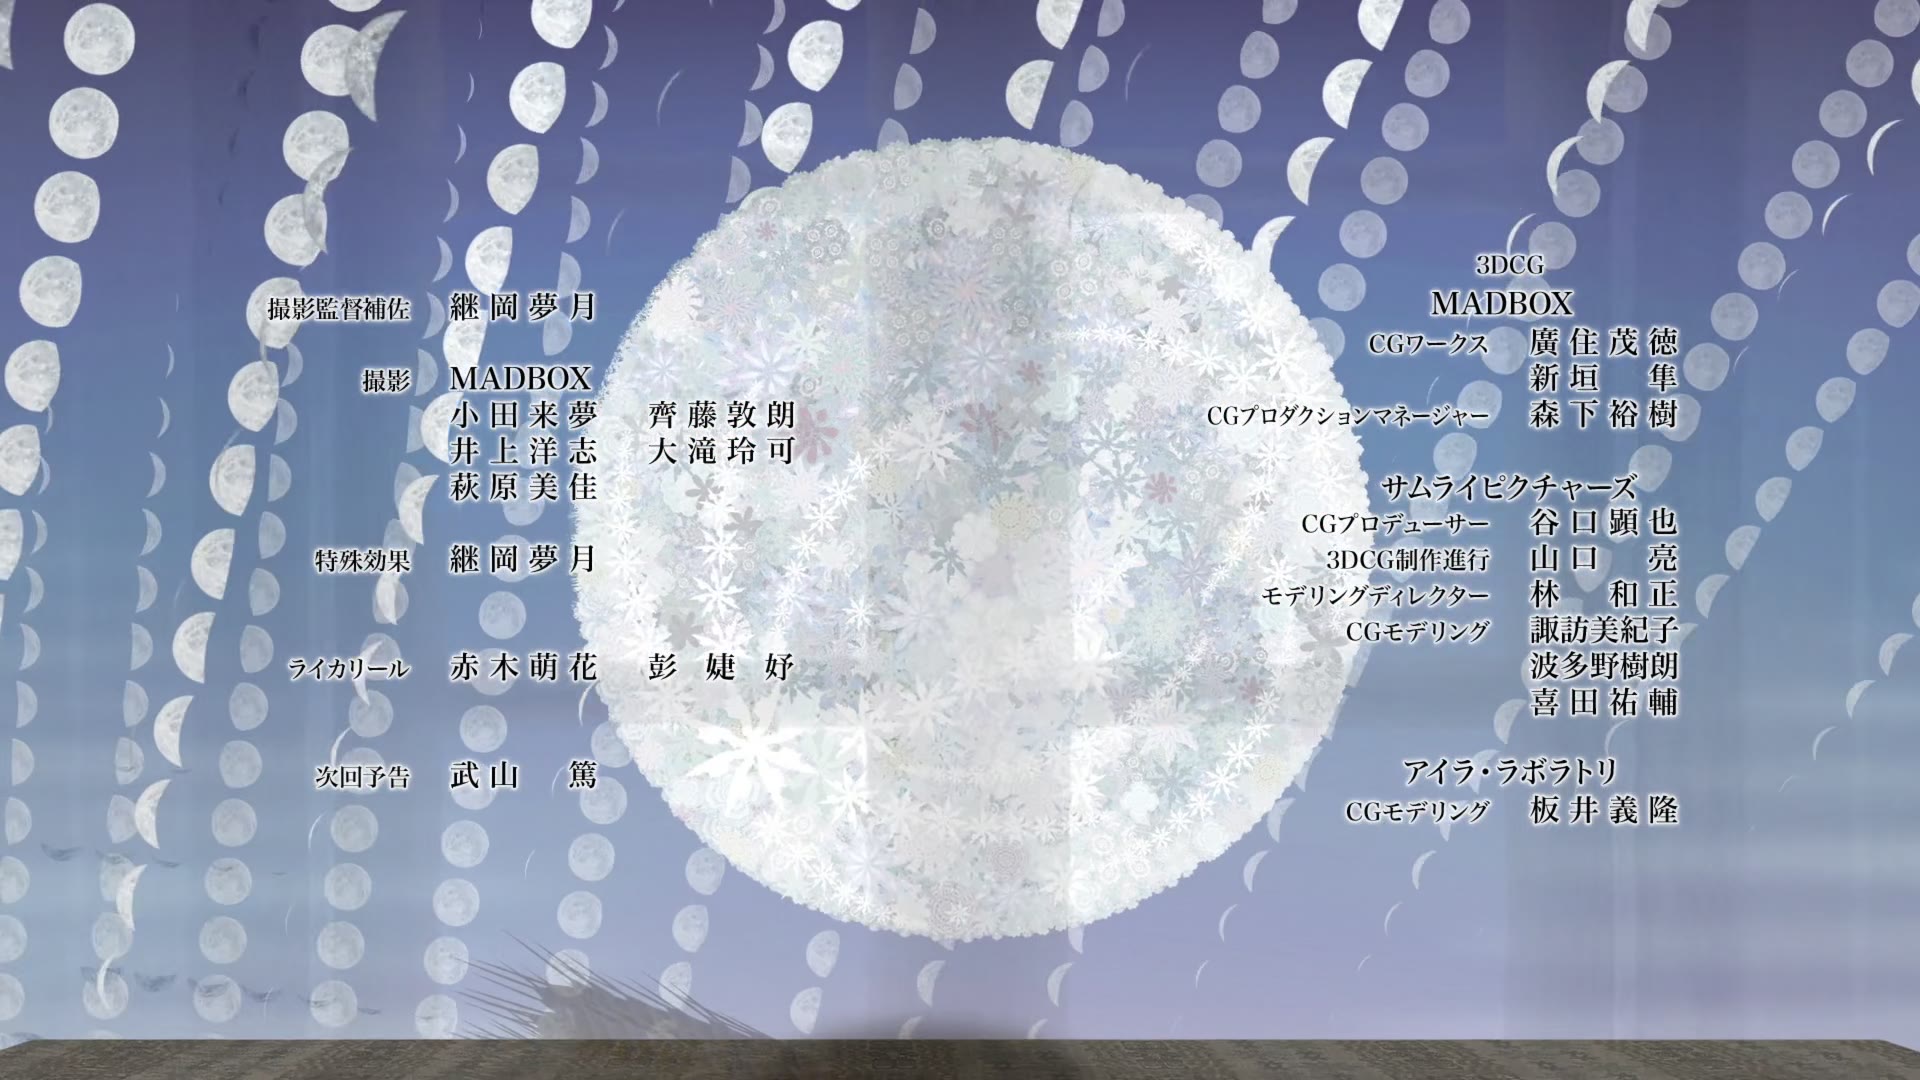 撮影監督補佐 継岡夢月
撮影 MADBOX
小田来夢 齊藤敦朗
井上洋志 大滝玲可
萩原美佳
特殊効果 継岡夢月
ライカリール 赤木萌花 彭婕妤
次回予告 武山篤
3DCG
MADBOX
CGワークス 廣住茂徳
新垣隼
CGプロダクションマネージャー 森下裕樹
サムライピクチャーズ
CGプロデューサー 谷口顕也
3DCG制作進行 山口亮
モデリングディレクター 林和正
CGモデリング 諏訪美紀子
波多野樹朗
喜田祐輔
アイラ・ラボラトリ
CGモデリング 板井義隆